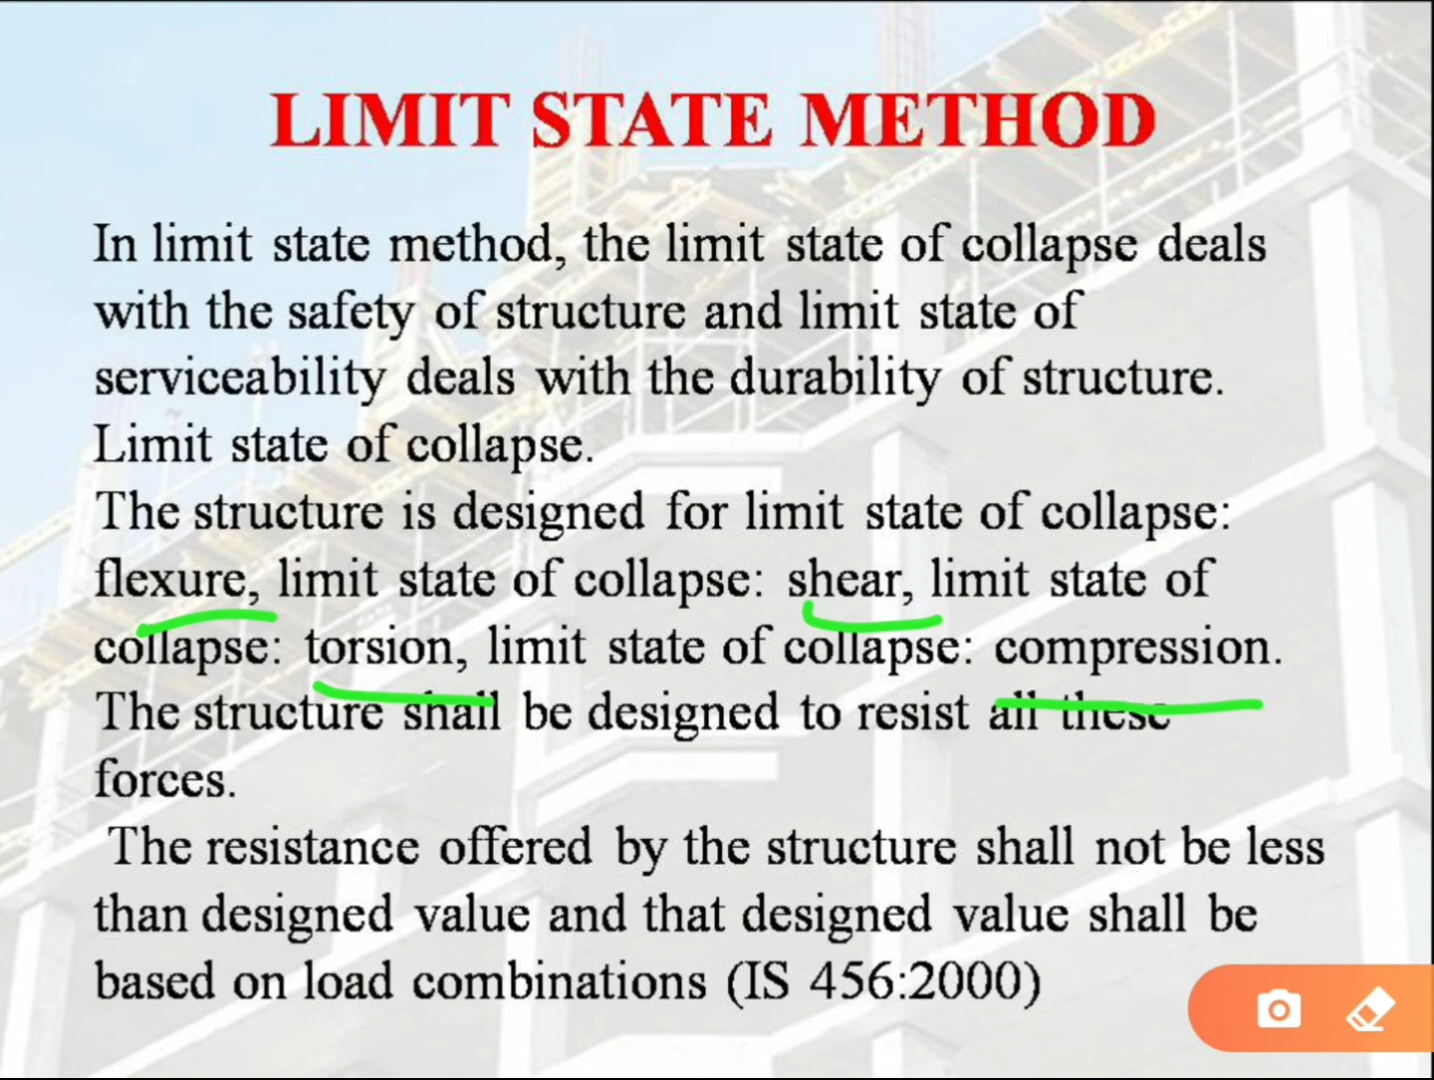 LIMIT STATE METHOD
In limit state method, the limit state of collapse deals
with the safety of structure and limit state of
serviceability deals with the durability of structure.
Limit state of collapse.
The structure is designed for limit state of collapse:
flexure, limit state of collapse: shear, limit state of
collapse: torsion, limit state of collapse: compression.
The structure shall be designed to resist all these
forces.
The resistance offered by the structure shall not be less
than designed value and that designed value shall be
based on load combinations (IS 456:2000)